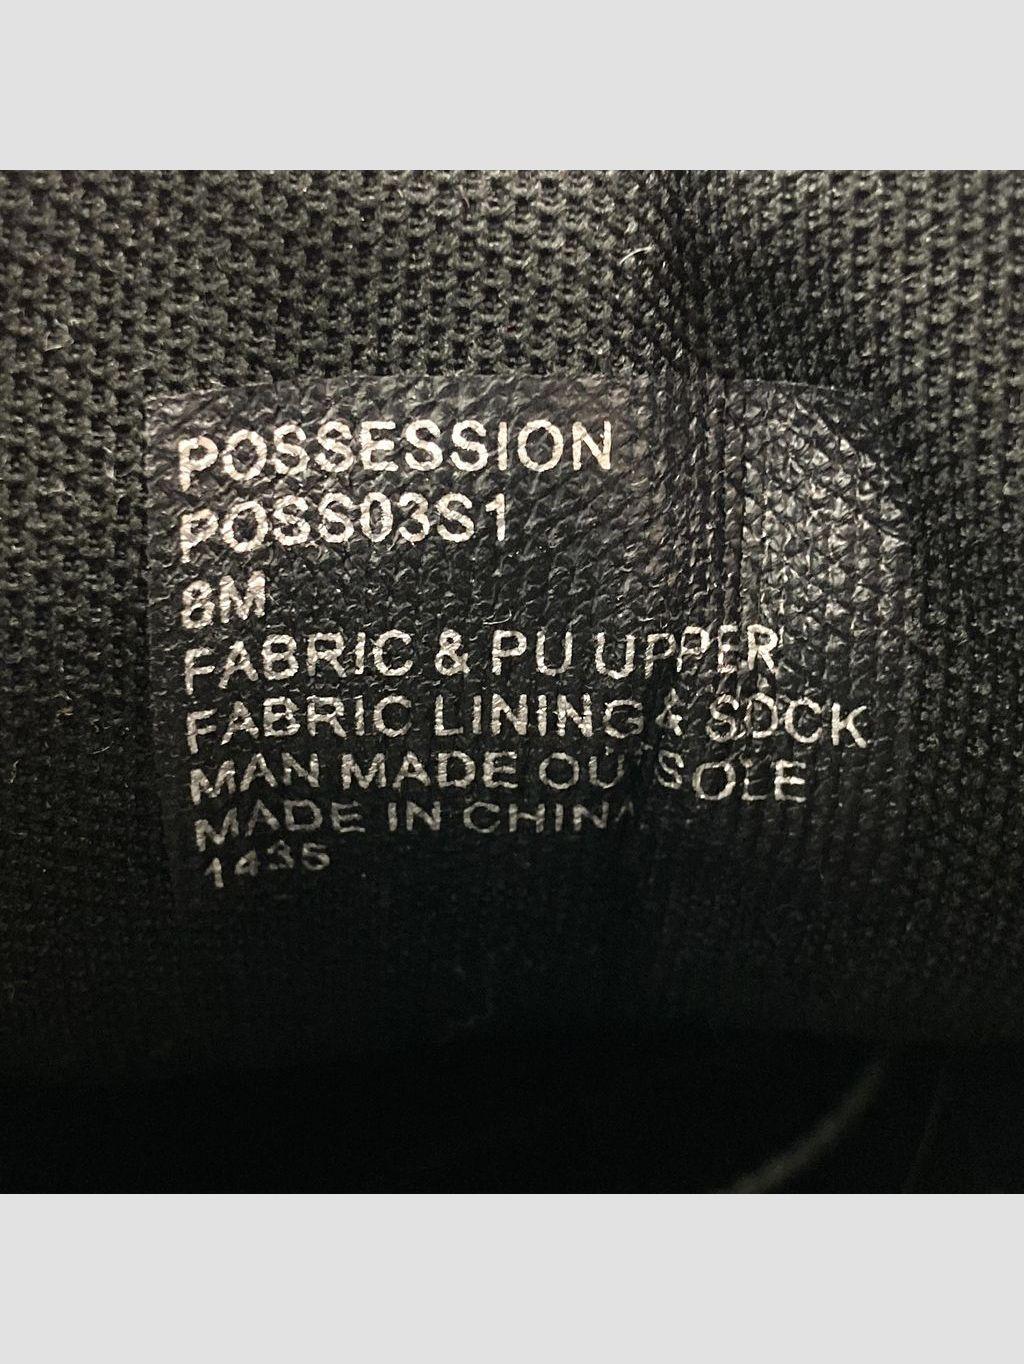 POSSESSION
POSS03S1
8M
FABRIC & PU UPPER
FABRIC LINING & SOCK
MAN MADE OUTSOLE
MADE IN CHINA
1435